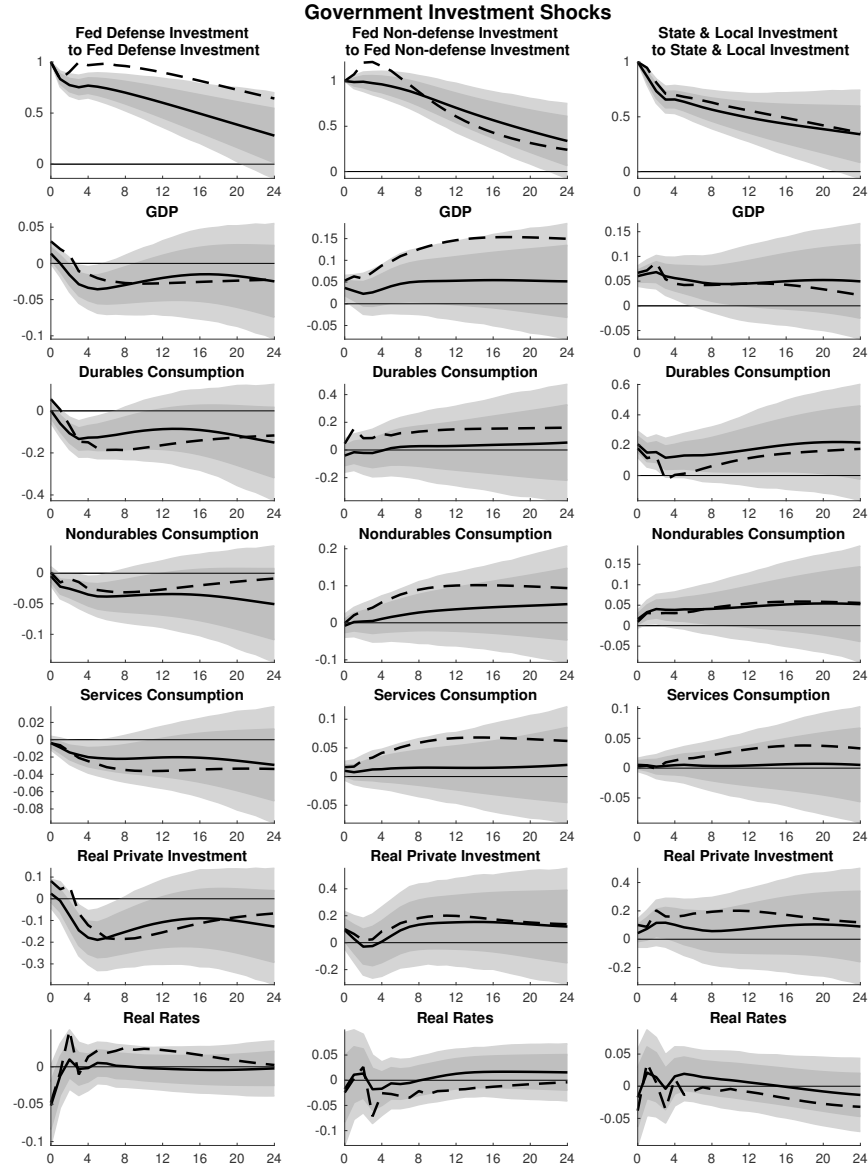 Government Investment Shocks
Fed Defense Investment
to Fed Defense Investment
1
0.5
0
0 4 8 12 16 20 24
Fed Non-defense Investment
to Fed Non-defense Investment
1
0.5
0
0 4 8 12 16 20 24
State & Local Investment
to State & Local Investment
1
0.5
0
0 4 8 12 16 20 24
GDP
0.05
0
-0.05
-0.1
0 4 8 12 16 20 24
GDP
0.15
0.1
0.05
0
-0.05
0 4 8 12 16 20 24
GDP
0.15
0.1
0.05
0
-0.05
0 4 8 12 16 20 24
Durables Consumption
0
-0.2
-0.4
0 4 8 12 16 20 24
Durables Consumption
0.4
0.2
0
-0.2
0 4 8 12 16 20 24
Durables Consumption
0.6
0.4
0.2
0
0 4 8 12 16 20 24
Nondurables Consumption
0
-0.05
-0.1
0 4 8 12 16 20 24
Nondurables Consumption
0.2
0.1
0
-0.1
0 4 8 12 16 20 24
Nondurables Consumption
0.15
0.1
0.05
0
-0.05
0 4 8 12 16 20 24
Services Consumption
0.02
0
-0.02
-0.04
-0.06
-0.08
0 4 8 12 16 20 24
Services Consumption
0.1
0.05
0
-0.05
0 4 8 12 16 20 24
Services Consumption
0.1
0.05
0
-0.05
0 4 8 12 16 20 24
Real Private Investment
0.1
0
-0.1
-0.2
-0.3
0 4 8 12 16 20 24
Real Private Investment
0.4
0.2
0
-0.2
0 4 8 12 16 20 24
Real Private Investment
0.4
0.2
0
-0.2
0 4 8 12 16 20 24
Real Rates
0
-0.05
-0.1
0 4 8 12 16 20 24
Real Rates
0.05
0
-0.05
-0.1
0 4 8 12 16 20 24
Real Rates
0.05
0
-0.05
0 4 8 12 16 20 24